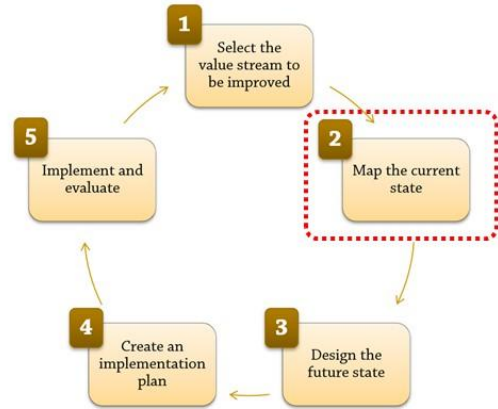 1
Select the
value stream to
be improved
2
Map the current
state
3
Design the
future state
4
Create an
implementation
plan
5
Implement and
evaluate